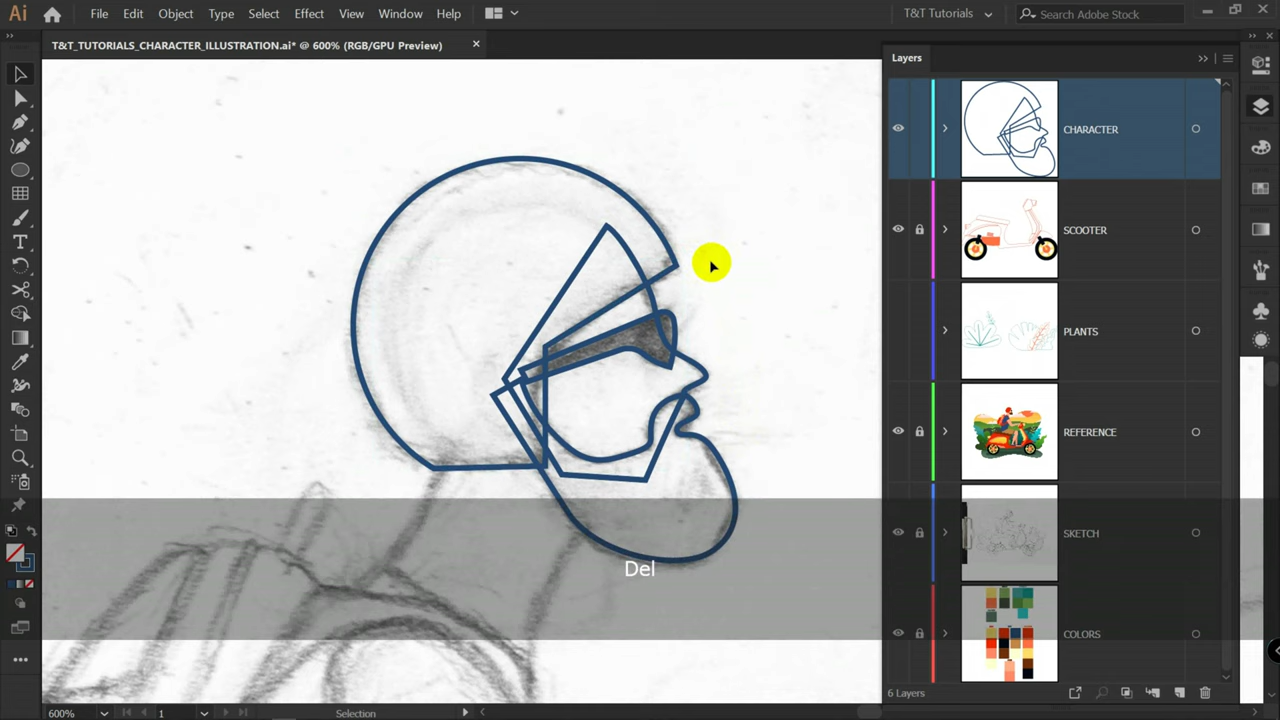 Ai File Edit Object Type Select Effect View Window Help T&T Tutorials Search Adobe Stock
T&T_TUTORIALS_CHARACTER_ILLUSTRATION.ai* @ 600% (RGB/GPU Preview)
Layers
CHARACTER
SCOOTER
PLANTS
REFERENCE
SKETCH
Del
COLORS
6 Layers
600% 1 Selection